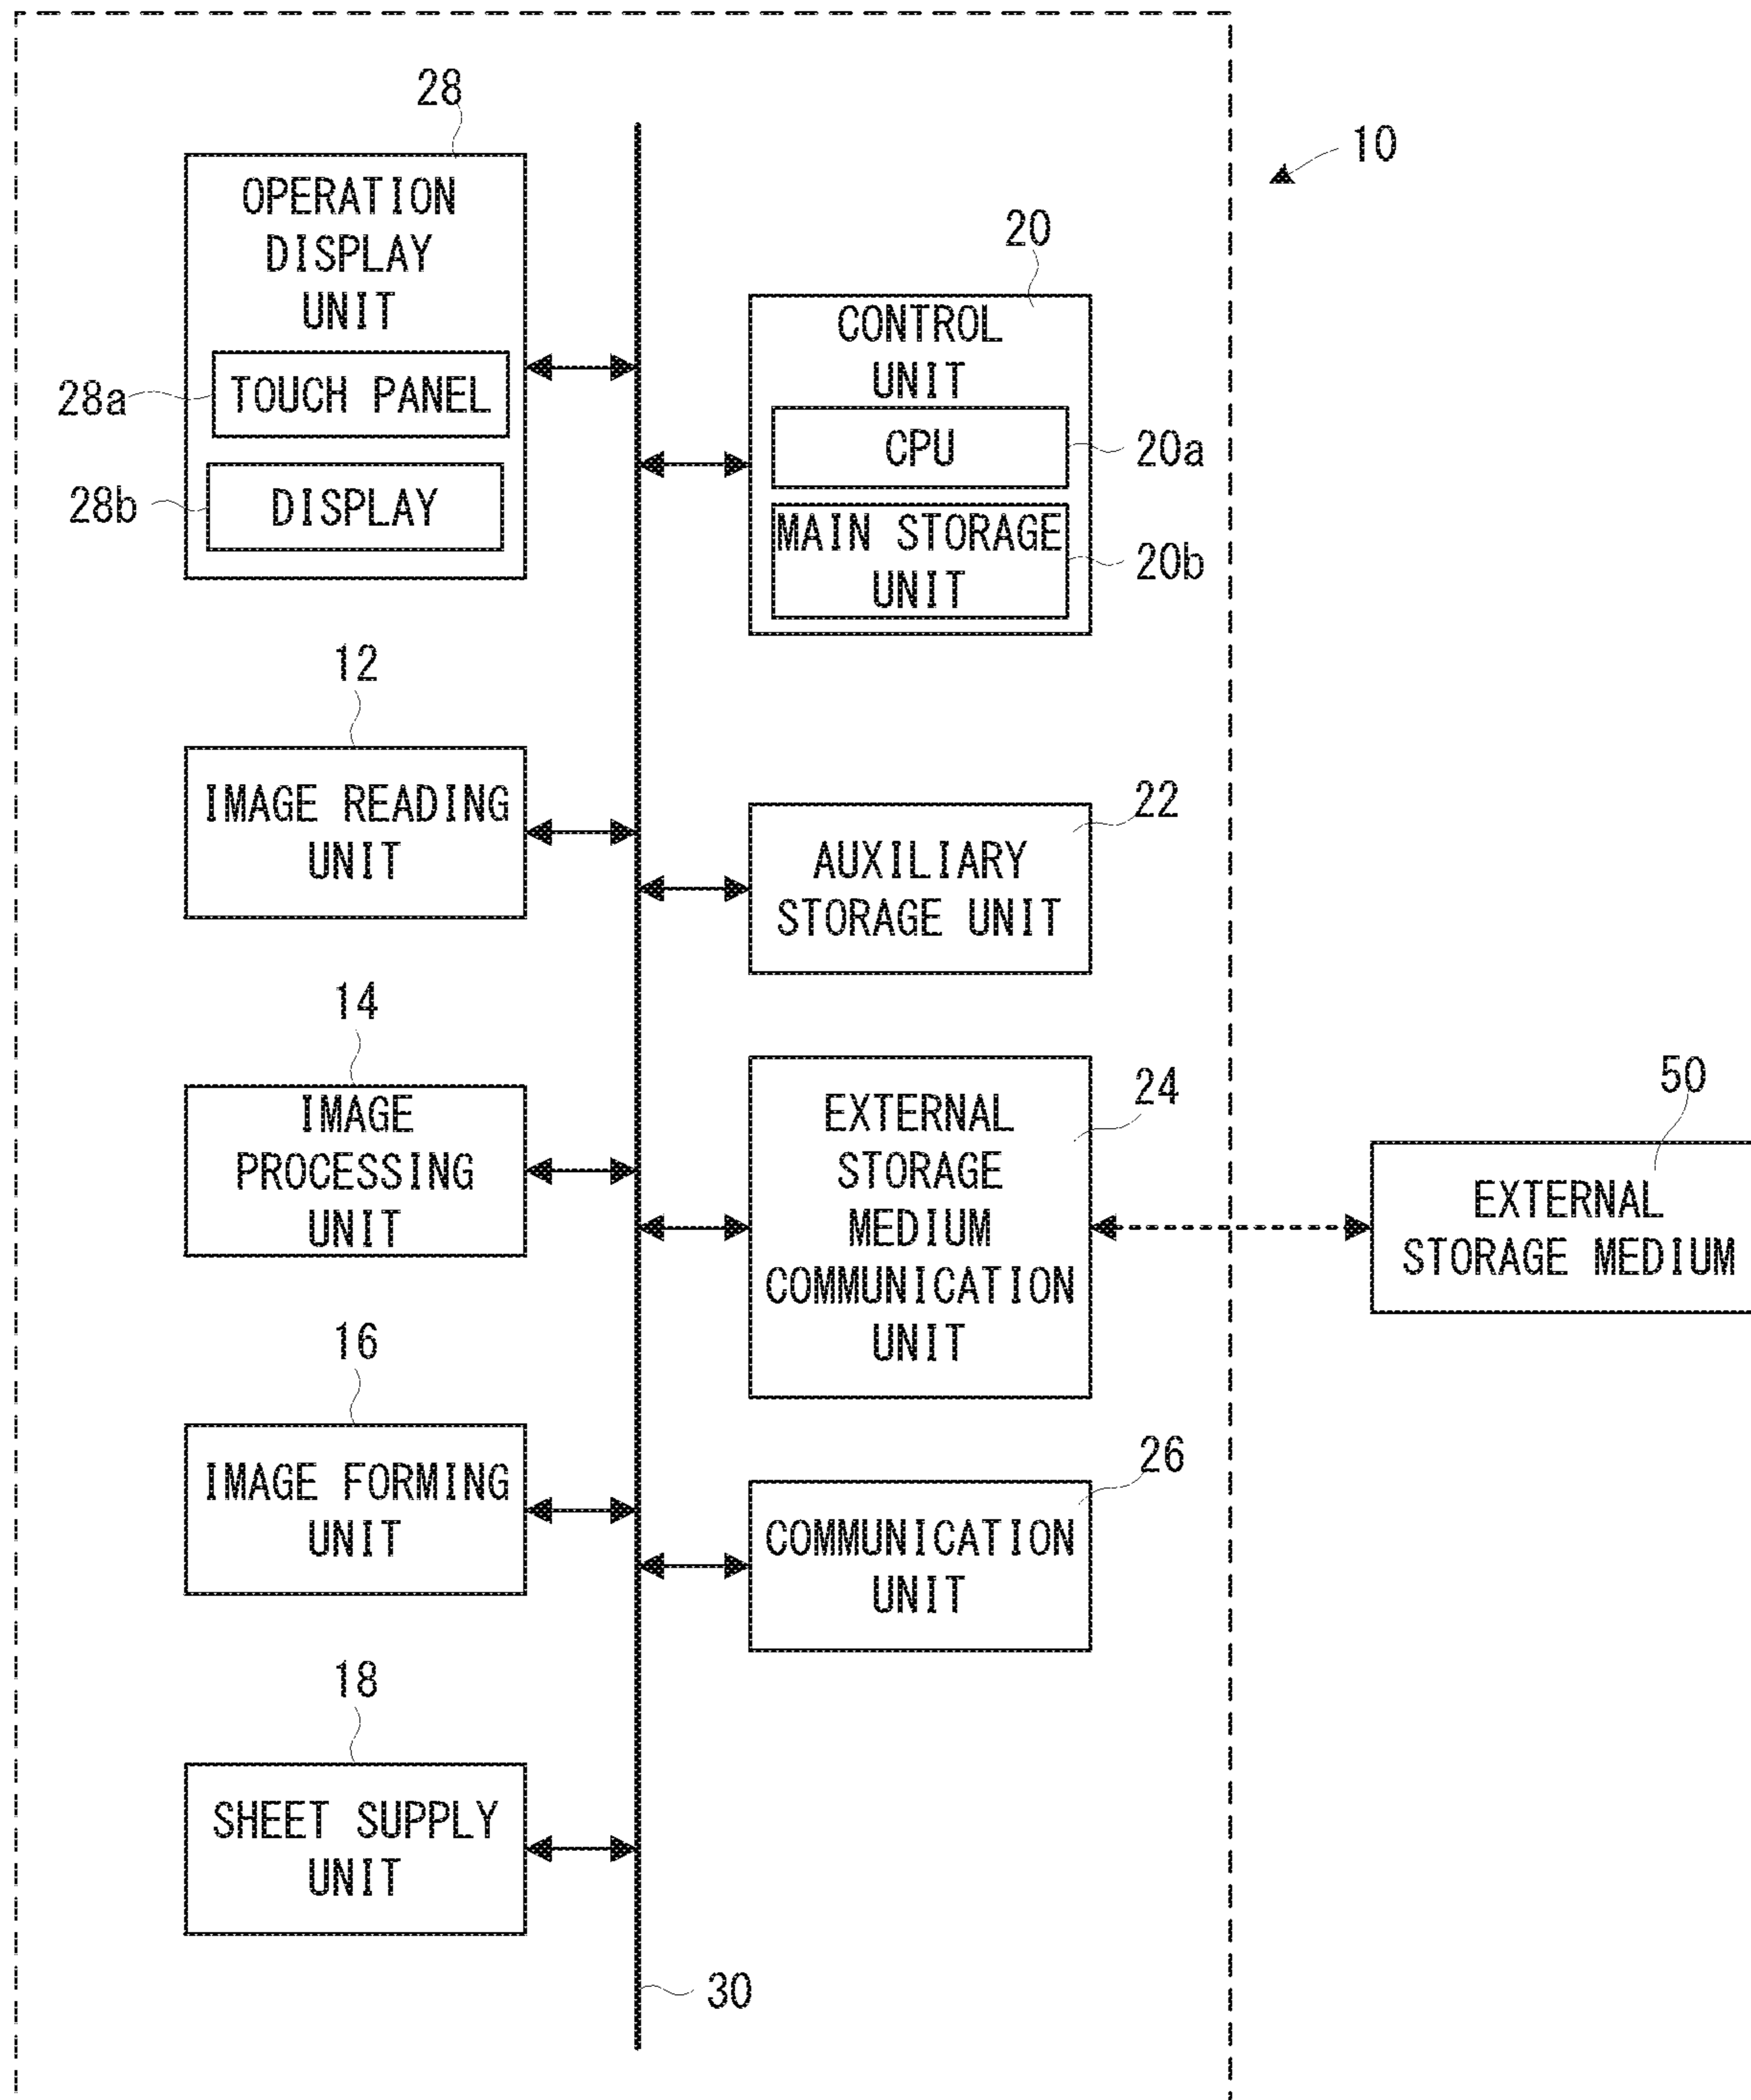 28
OPERATION
DISPLAY
UNIT
28a
TOUCH PANEL
28b
DISPLAY
10
20
CONTROL
UNIT
CPU
20a
MAIN STORAGE
UNIT
20b
12
IMAGE READING
UNIT
22
AUXILIARY
STORAGE UNIT
14
IMAGE
PROCESSING
UNIT
24
EXTERNAL
STORAGE
MEDIUM
COMMUNICATION
UNIT
50
EXTERNAL
STORAGE MEDIUM
16
IMAGE FORMING
UNIT
26
COMMUNICATION
UNIT
18
SHEET SUPPLY
UNIT
30